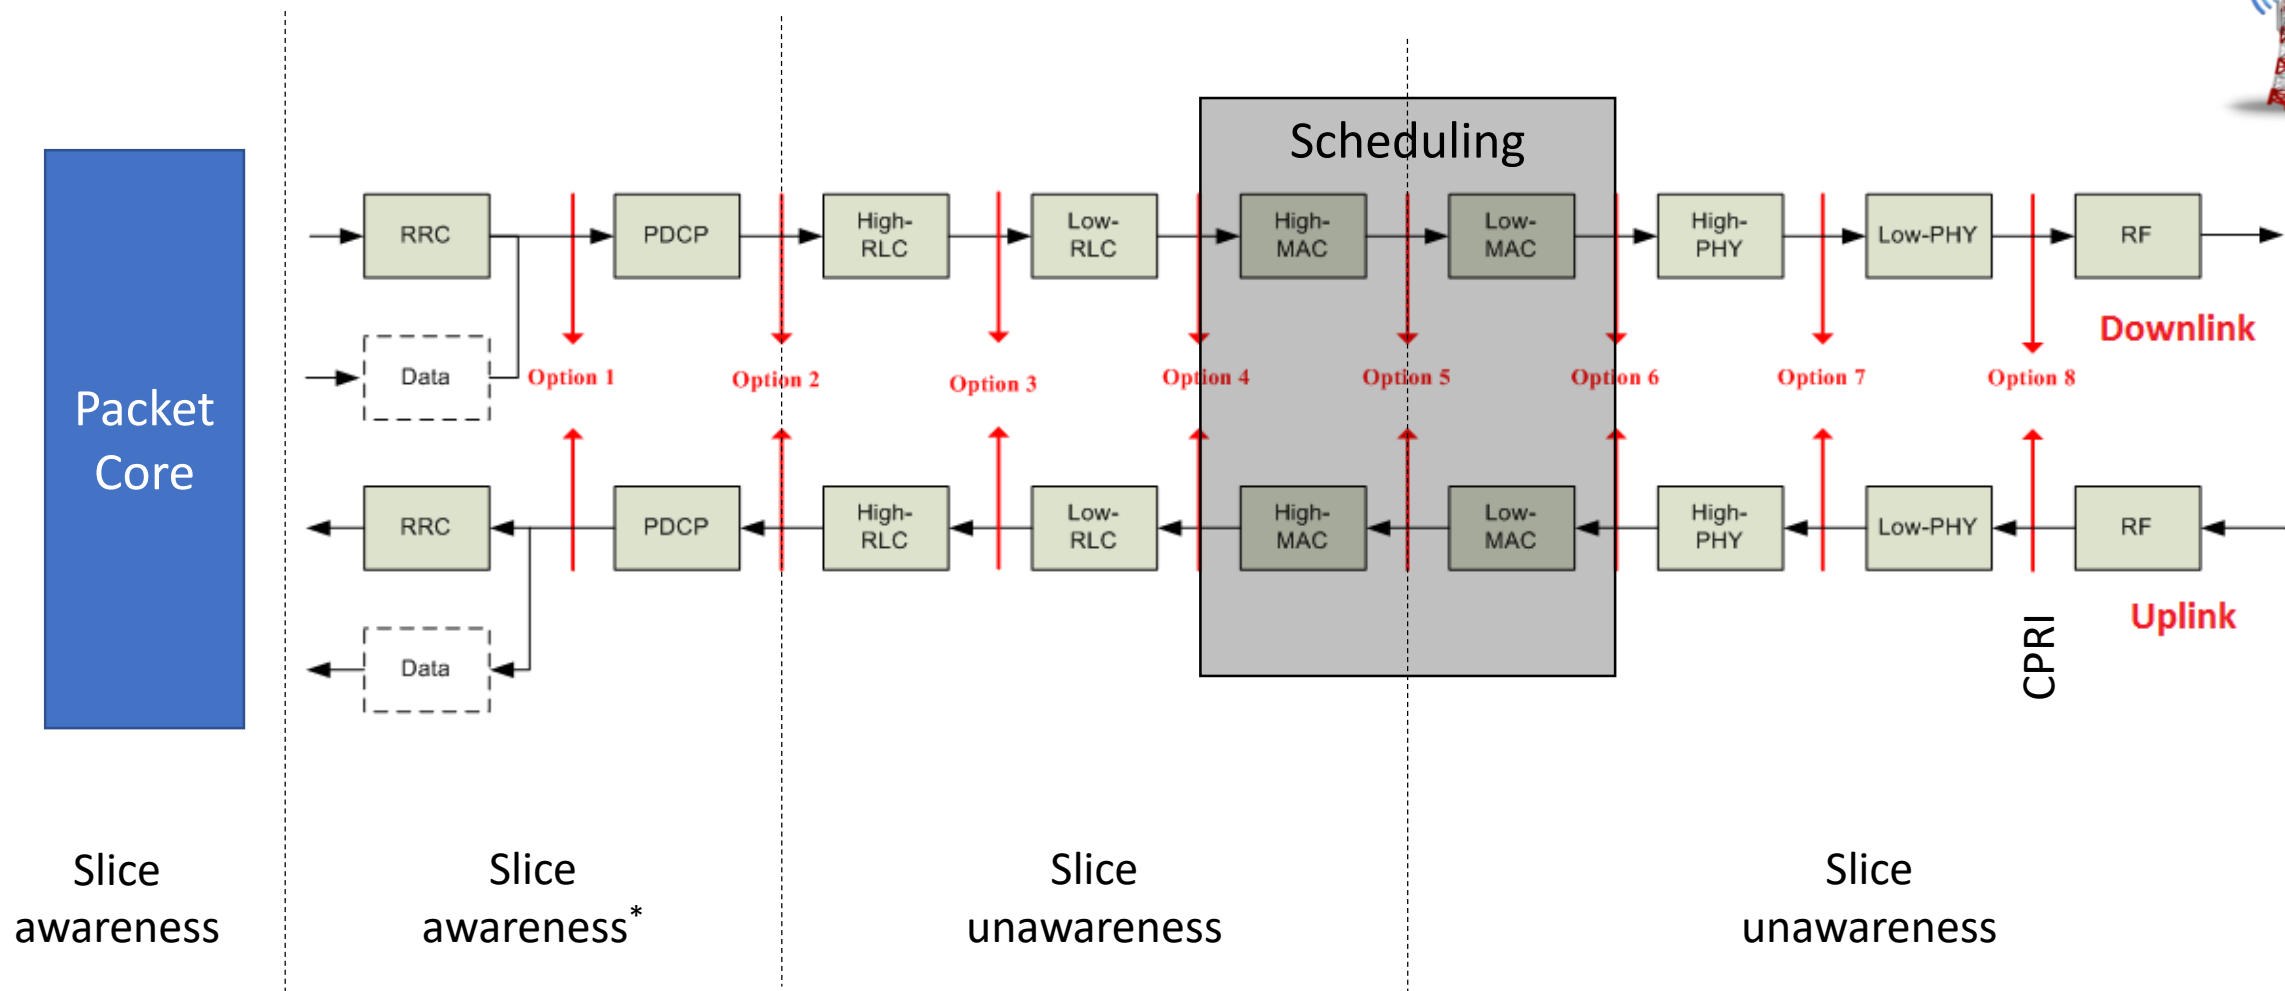 Scheduling
RRC
PDCP
High-
RLC
Low-
RLC
High-
MAC
Low-
MAC
High-
PHY
Low-PHY
RF
Downlink
Data
Option 1
Option 2
Option 3
Option 4
Option 5
Option 6
Option 7
Option 8
Packet
Core
RRC
PDCP
High-
RLC
Low-
RLC
High-
MAC
Low-
MAC
High-
PHY
Low-PHY
RF
Uplink
Data
CPRI
Slice
awareness
Slice
awareness*
Slice
unawareness
Slice
unawareness